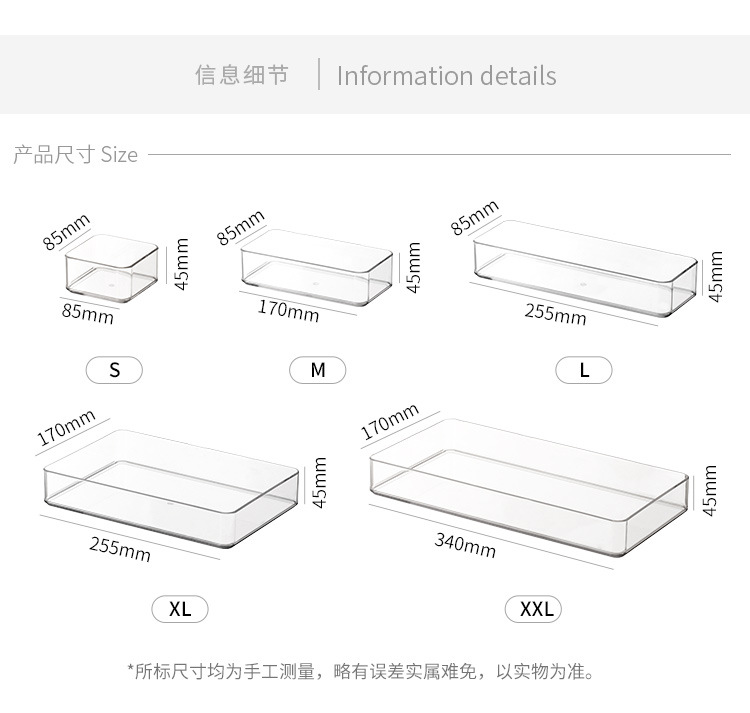 信息细节 | Information details
产品尺寸 Size
85mm 45mm 85mm
85mm 45mm 170mm
85mm 45mm 255mm
S M L
170mm 45mm 255mm
170mm 45mm 340mm
XL XXL
*所标尺寸均为手工测量，略有误差实属难免，以实物为准。